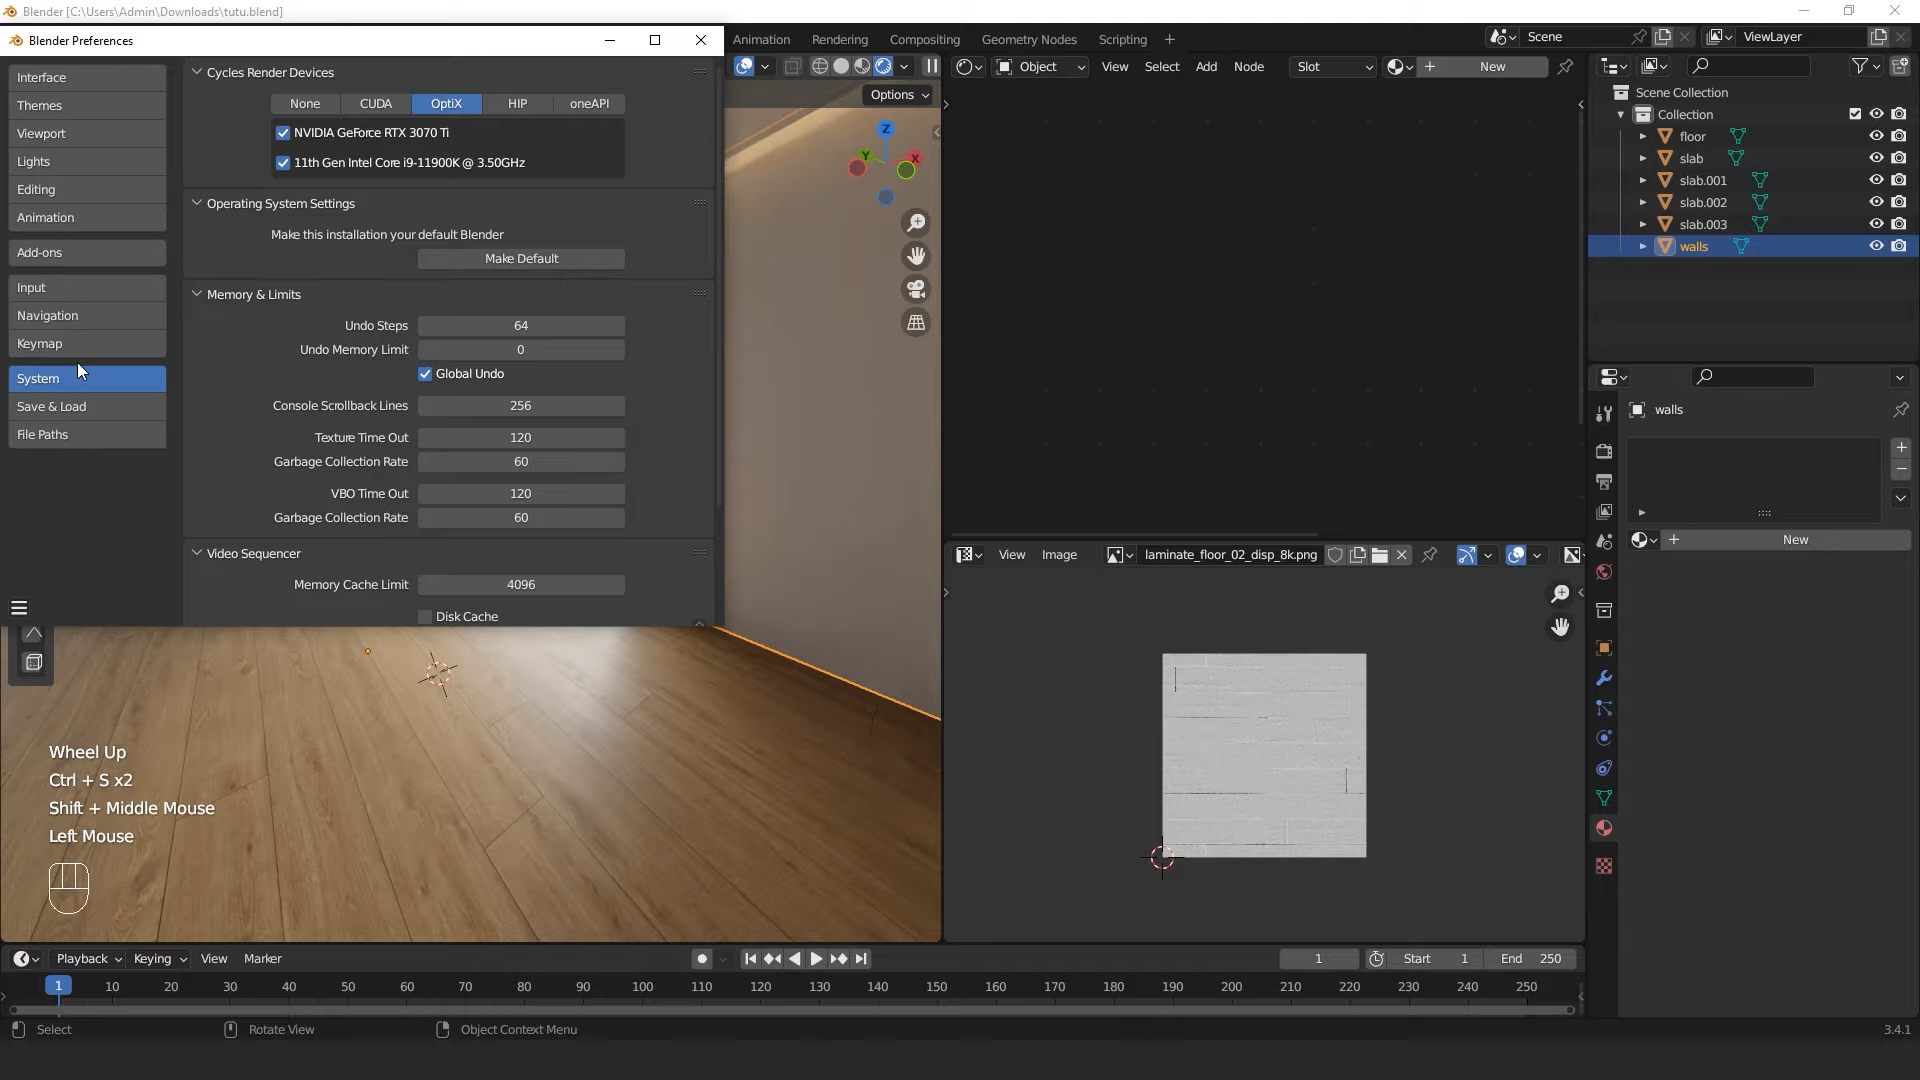 Blender [C:\Users\Admin\Downloads\tutu.blend]
Blender Preferences
Animation Rendering Compositing Geometry Nodes Scripting +
Scene
ViewLayer
Interface
Themes
Viewport
Lights
Editing
Animation
Add-ons
Input
Navigation
Keymap
System
Save & Load
File Paths
Cycles Render Devices
None CUDA OptiX HIP oneAPI
NVIDIA GeForce RTX 3070 Ti
11th Gen Intel Core i9-11900K @ 3.50GHz
Operating System Settings
Make this installation your default Blender
Make Default
Memory & Limits
Undo Steps 64
Undo Memory Limit 0
Global Undo
Console Scrollback Lines 256
Texture Time Out 120
Garbage Collection Rate 60
VBO Time Out 120
Garbage Collection Rate 60
Video Sequencer
Memory Cache Limit 4096
Disk Cache
Options
Z
Y
X
Object View Select Add Node Slot New
Scene Collection
Collection
floor
slab
slab.001
slab.002
slab.003
walls
walls
New
View Image laminate_floor_02_disp_8k.png
Wheel Up
Ctrl + S x2
Shift + Middle Mouse
Left Mouse
Playback Keying View Marker
1 Start 1 End 250
1 10 20 30 40 50 60 70 80 90 100 110 120 130 140 150 160 170 180 190 200 210 220 230 240 250
Select Rotate View Object Context Menu
3.4.1